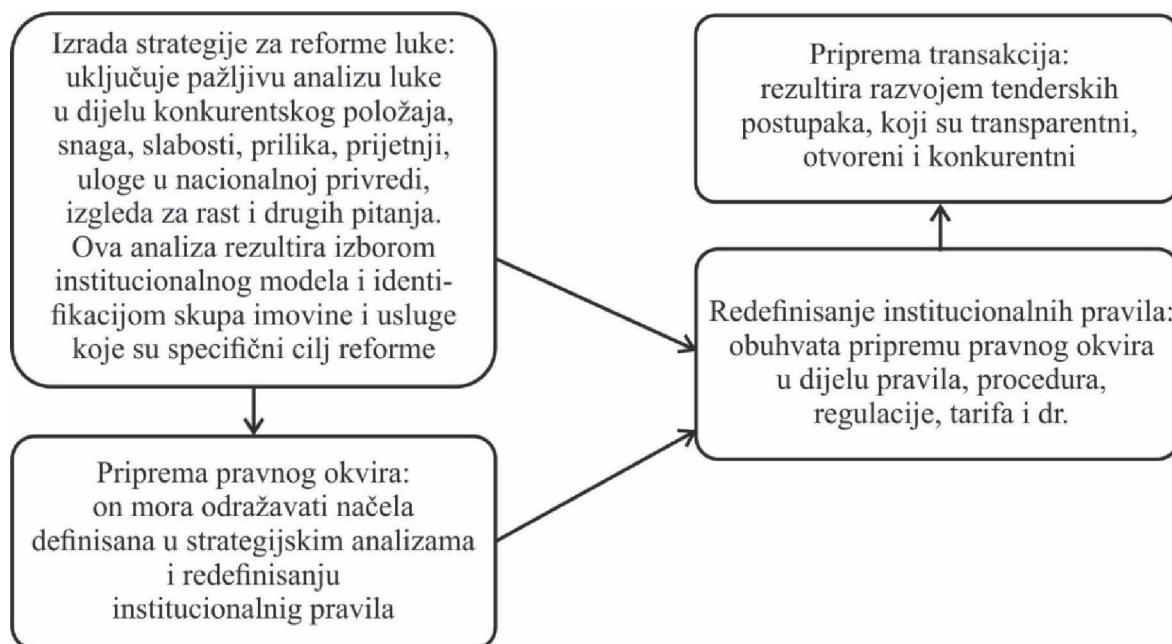 Izrada strategije za reforme luke:
uključuje pažljivu analizu luke
u dijelu konkurentskog položaja,
snaga, slabosti, prilika, prijetnji,
uloge u nacionalnoj privredi,
izgleda za rast i drugih pitanja.
Ova analiza rezultira izborom
institucionalnog modela i identi-
fikacijom skupa imovine i usluge
koje su specifični cilj reforme
Priprema pravnog okvira:
on mora odražavati načela
definisana u strategijskim analizama
i redefinisanju
institucionalnig pravila
Priprema transakcija:
rezultira razvojem tenderskih
postupaka, koji su transparentni,
otvoreni i konkurentni
Redefinisanje institucionalnih pravila:
obuhvata pripremu pravnog okvira
u dijelu pravila, procedura,
regulacije, tarifa i dr.